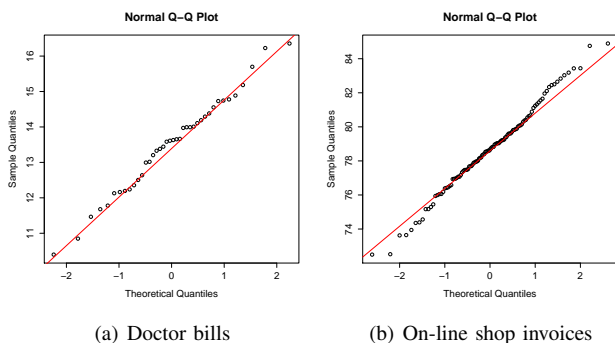 Normal Q−Q Plot
Sample Quantiles
16
15
14
13
12
11
−2 −1 0 1 2
Theoretical Quantiles
(a) Doctor bills
Normal Q−Q Plot
Sample Quantiles
84
82
80
78
76
74
−2 −1 0 1 2
Theoretical Quantiles
(b) On-line shop invoices